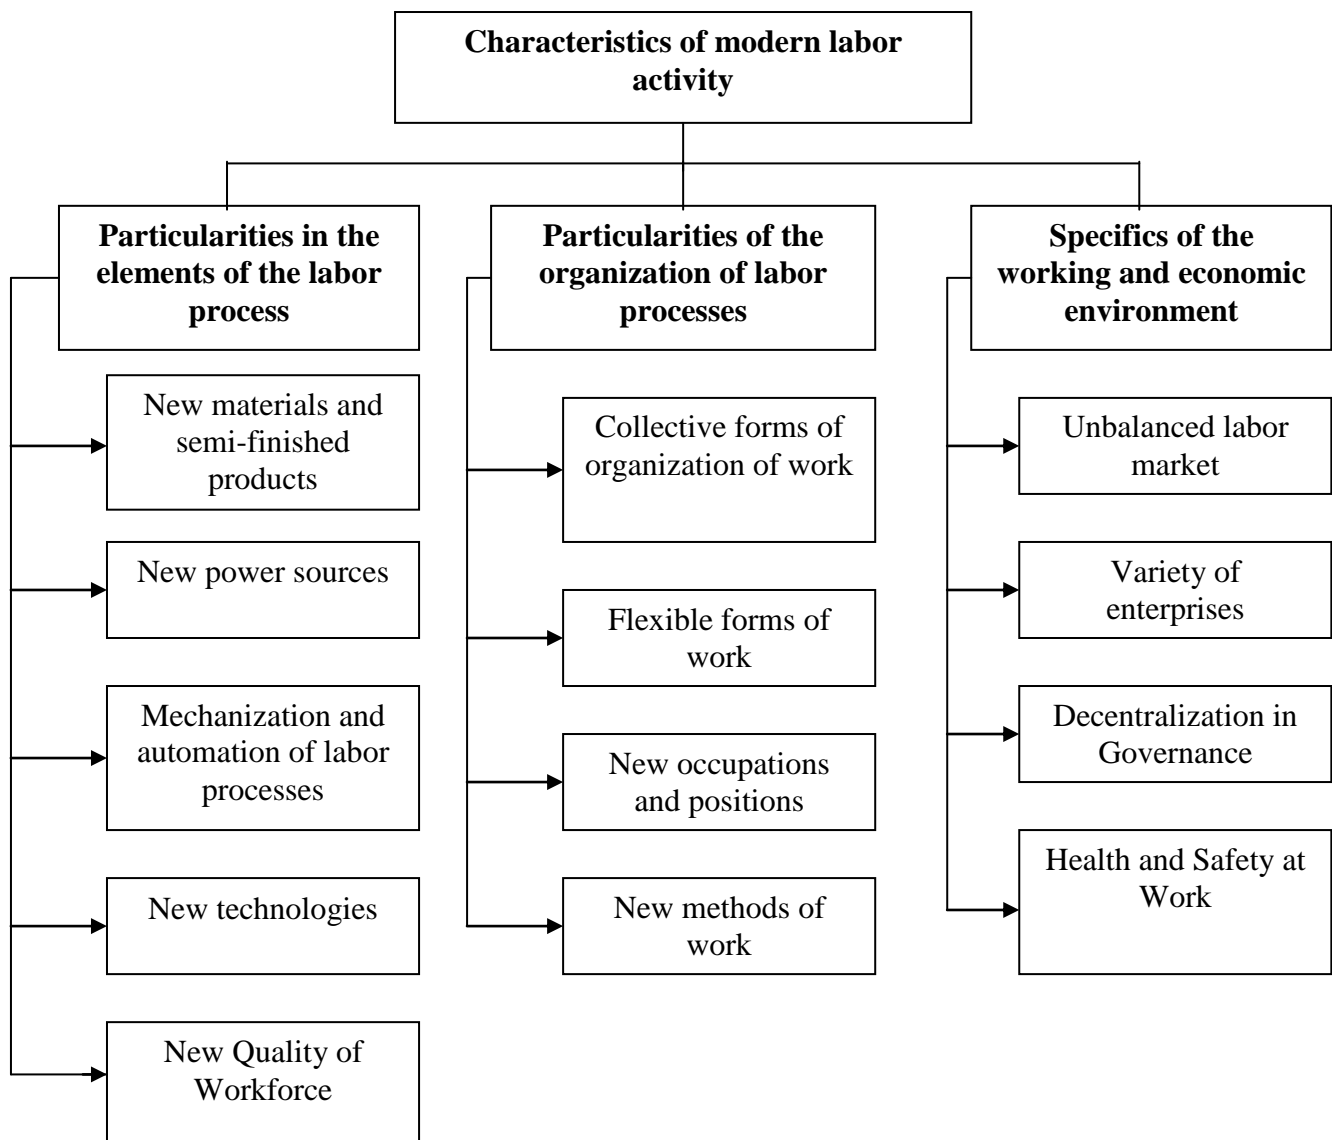 Characteristics of modern labor
activity
Particularities in the
elements of the labor
process
New materials and
semi-finished
products
New power sources
Mechanization and
automation of labor
processes
New technologies
New Quality of
Workforce
Particularities of the
organization of labor
processes
Collective forms of
organization of work
Flexible forms of
work
New occupations
and positions
New methods of
work
Specifics of the
working and economic
environment
Unbalanced labor
market
Variety of
enterprises
Decentralization in
Governance
Health and Safety at
Work